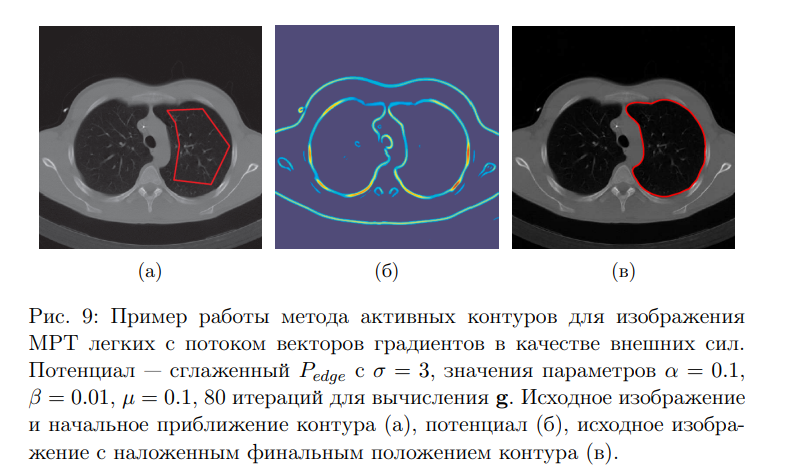 (а)
(б)
(в)
Рис. 9: Пример работы метода активных контуров для изображения
МРТ легких с потоком векторов градиентов в качестве внешних сил.
Потенциал — сглаженный P_edge с σ = 3, значения параметров α = 0.1,
β = 0.01, μ = 0.1, 80 итераций для вычисления g. Исходное изображение
и начальное приближение контура (а), потенциал (б), исходное изобра-
жение с наложенным финальным положением контура (в).